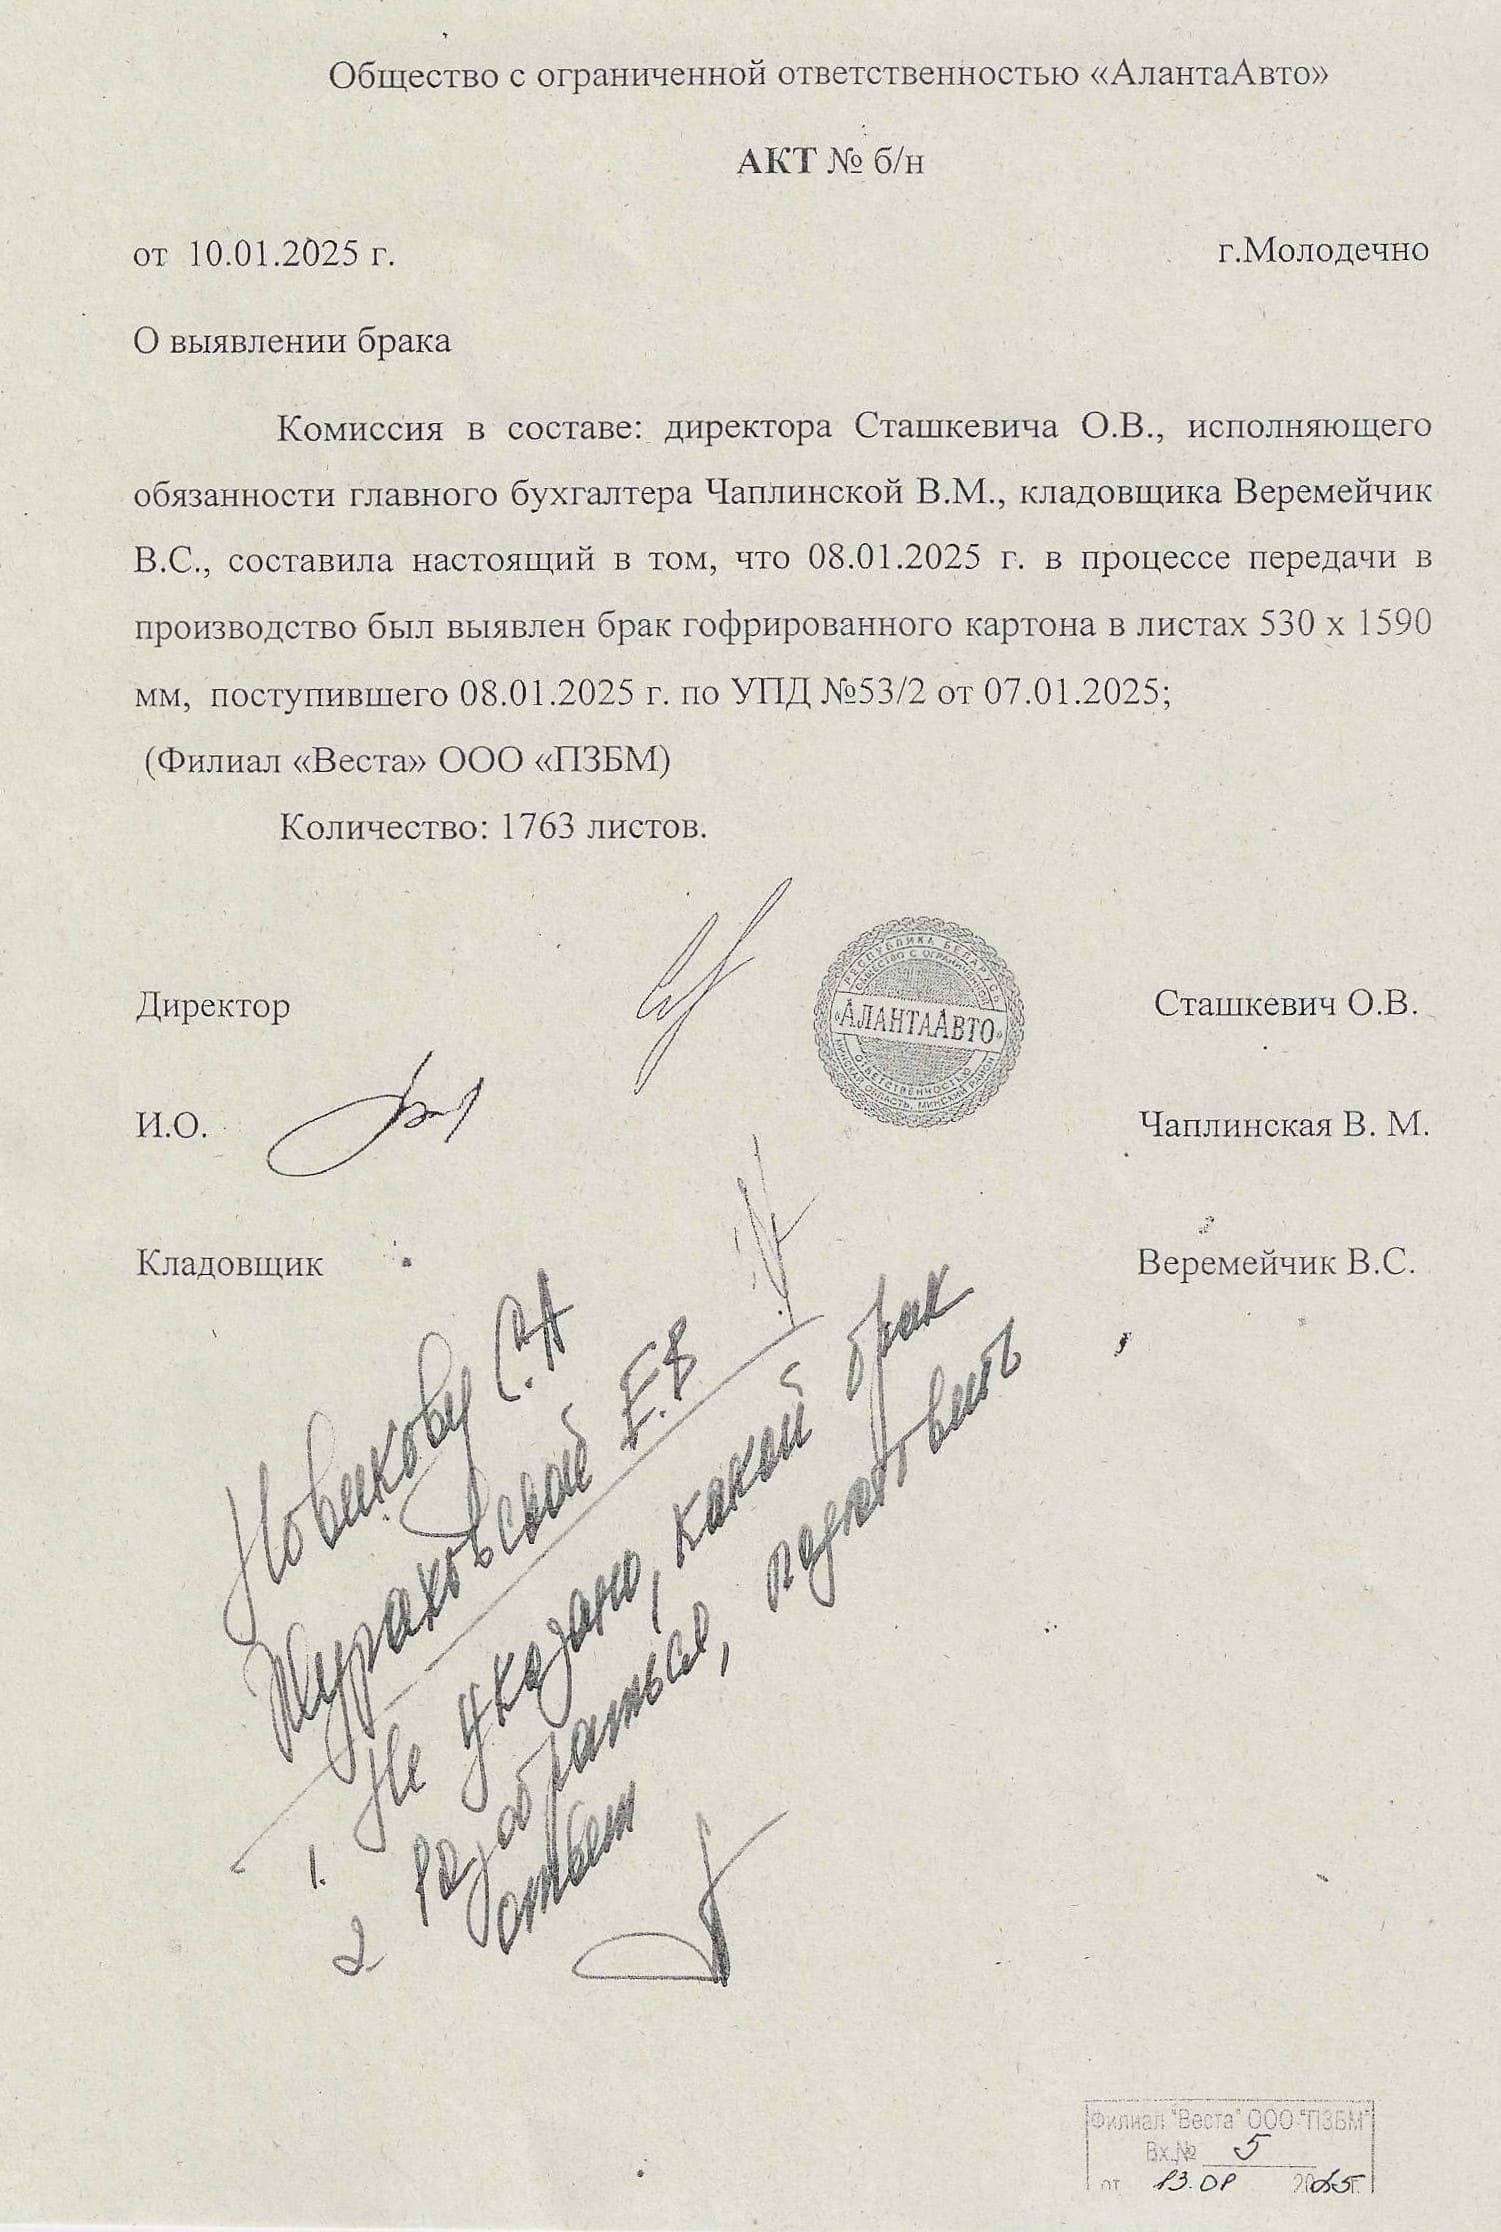 Общество с ограниченной ответственностью «АлантаАвто»
АКТ № б/н
от 10.01.2025 г. г.Молодечно
О выявлении брака
Комиссия в составе: директора Сташкевича О.В., исполняющего
обязанности главного бухгалтера Чаплинской В.М., кладовщика Веремейчик
В.С., составила настоящий в том, что 08.01.2025 г. в процессе передачи в
производство был выявлен брак гофрированного картона в листах 530 х 1590
мм, поступившего 08.01.2025 г. по УПД №53/2 от 07.01.2025;
(Филиал «Веста» ООО «ПЗБМ)
Количество: 1763 листов.
Директор Сташкевич О.В.
РЕСПУБЛИКА БЕЛАРУСЬ
ОБЩЕСТВО С ОГРАНИЧЕННОЙ
«АЛАНТААВТО»
ОТВЕТСТВЕННОСТЬЮ
МИНСКАЯ ОБЛАСТЬ, МИНСКИЙ РАЙОН
И.О. Чаплинская В. М.
Кладовщик Веремейчик В.С.
Новикову С.А
Жураховской Е.В
1. Не указано, какой брак
2. разобраться, подготовить
ответ
Филиал "Веста" ООО "ПЗБМ"
Вх.№ 5
от 13.01 2025г.